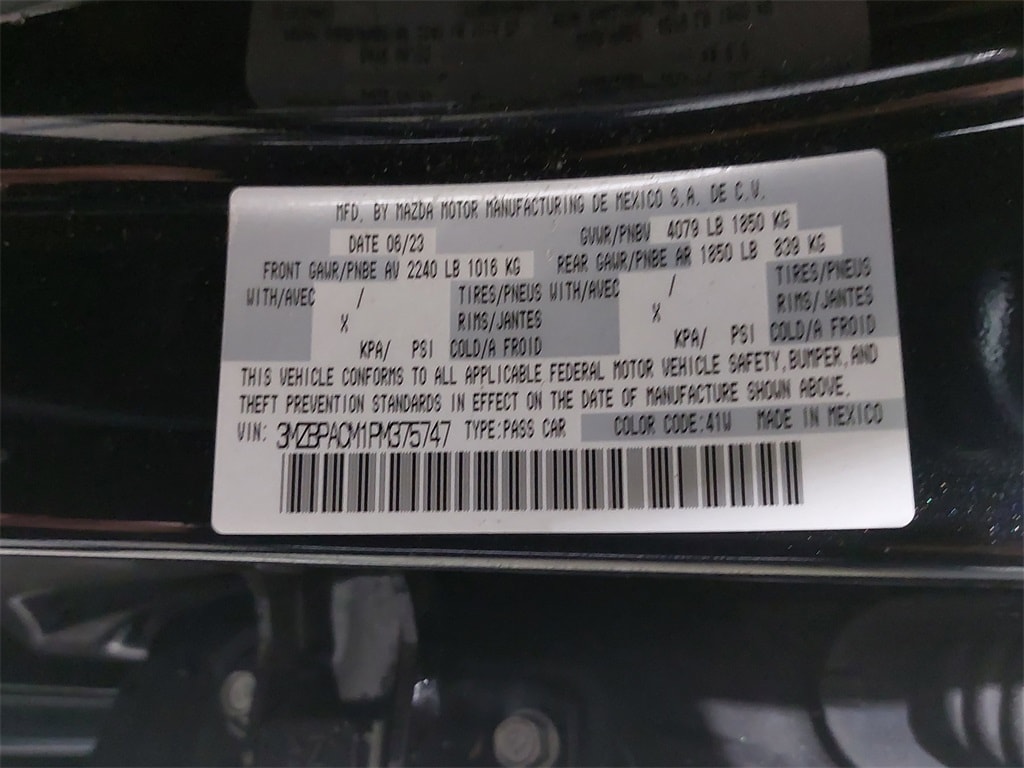 MFD. BY MAZDA MOTOR MANUFACTURING DE MEXICO S.A. DE C.V.
DATE 06/23 GVWR/PNBV 4079 LB 1850 KG
FRONT GAWR/PNBE AV 2240 LB 1016 KG REAR GAWR/PNBE AR 1850 LB 839 KG
WITH/AVEC / TIRES/PNEUS WITH/AVEC / TIRES/PNEUS
X RIMS/JANTES X RIMS/JANTES
KPA/ PSI COLD/A FROID KPA/ PSI COLD/A FROID
THIS VEHICLE CONFORMS TO ALL APPLICABLE FEDERAL MOTOR VEHICLE SAFETY, BUMPER, AND
THEFT PREVENTION STANDARDS IN EFFECT ON THE DATE OF MANUFACTURE SHOWN ABOVE.
VIN: 3MZBPACM1PM375747 TYPE:PASS CAR COLOR CODE:41W MADE IN MEXICO